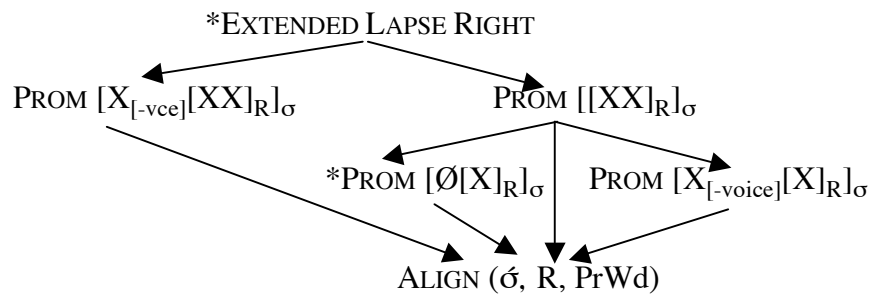 *EXTENDED LAPSE RIGHT
PROM [X[-vce][XX]R]σ PROM [[XX]R]σ
*PROM [Ø[X]R]σ PROM [X[-voice][X]R]σ
ALIGN (σ́, R, PrWd)